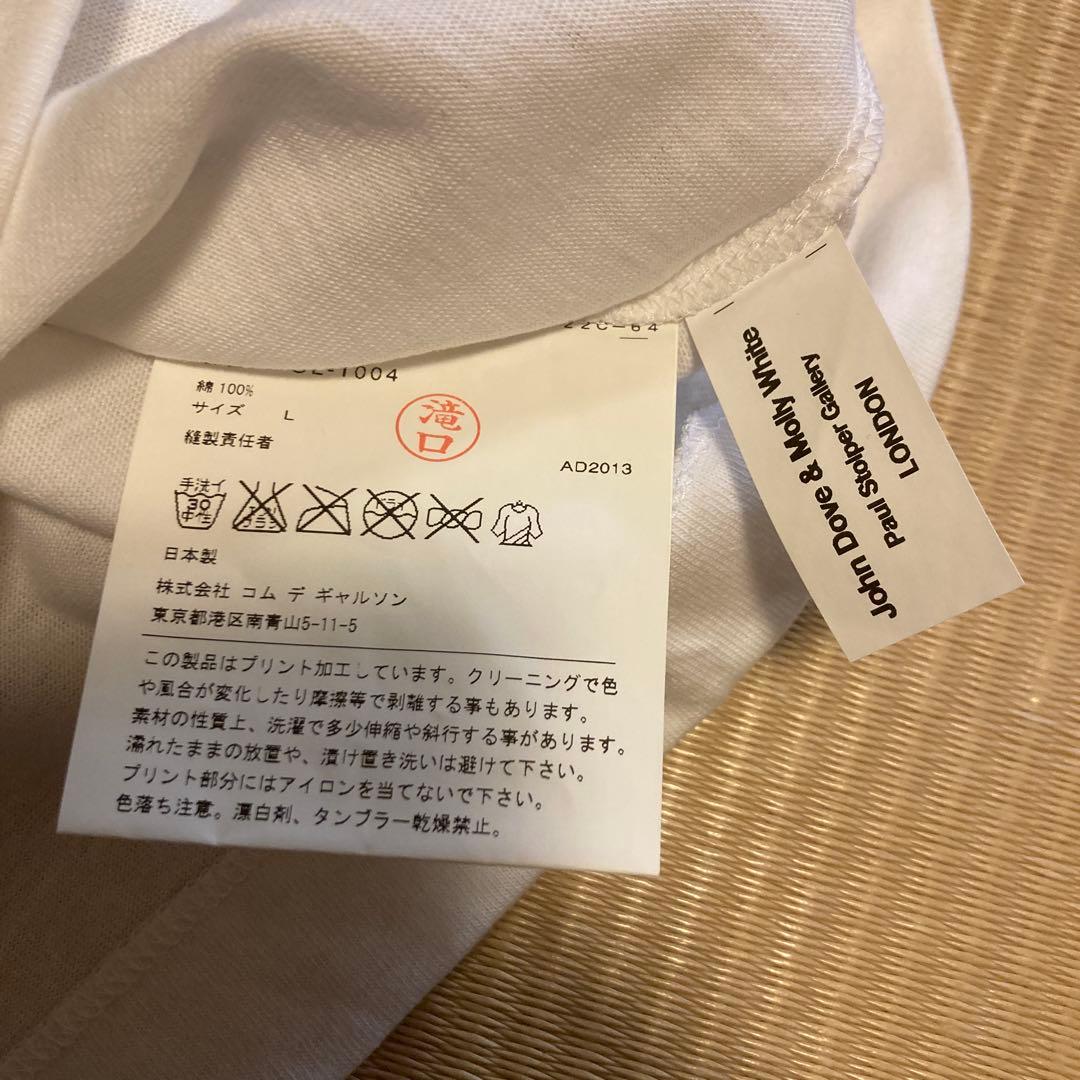 22C-64
-1004
綿 100%
サイズ L
縫製責任者
滝口
AD2013
手洗イ
30
中性
日本製
株式会社 コム デ ギャルソン
東京都港区南青山5-11-5
この製品はプリント加工しています。クリーニングで色
や風合が変化したり摩擦等で剥離する事もあります。
素材の性質上、洗濯で多少伸縮や斜行する事があります。
濡れたままの放置や、漬け置き洗いは避けて下さい。
プリント部分にはアイロンを当てないで下さい。
色落ち注意。漂白剤、タンブラー乾燥禁止。
John Dove & Molly White
Paul Stolper Gallery
LONDON